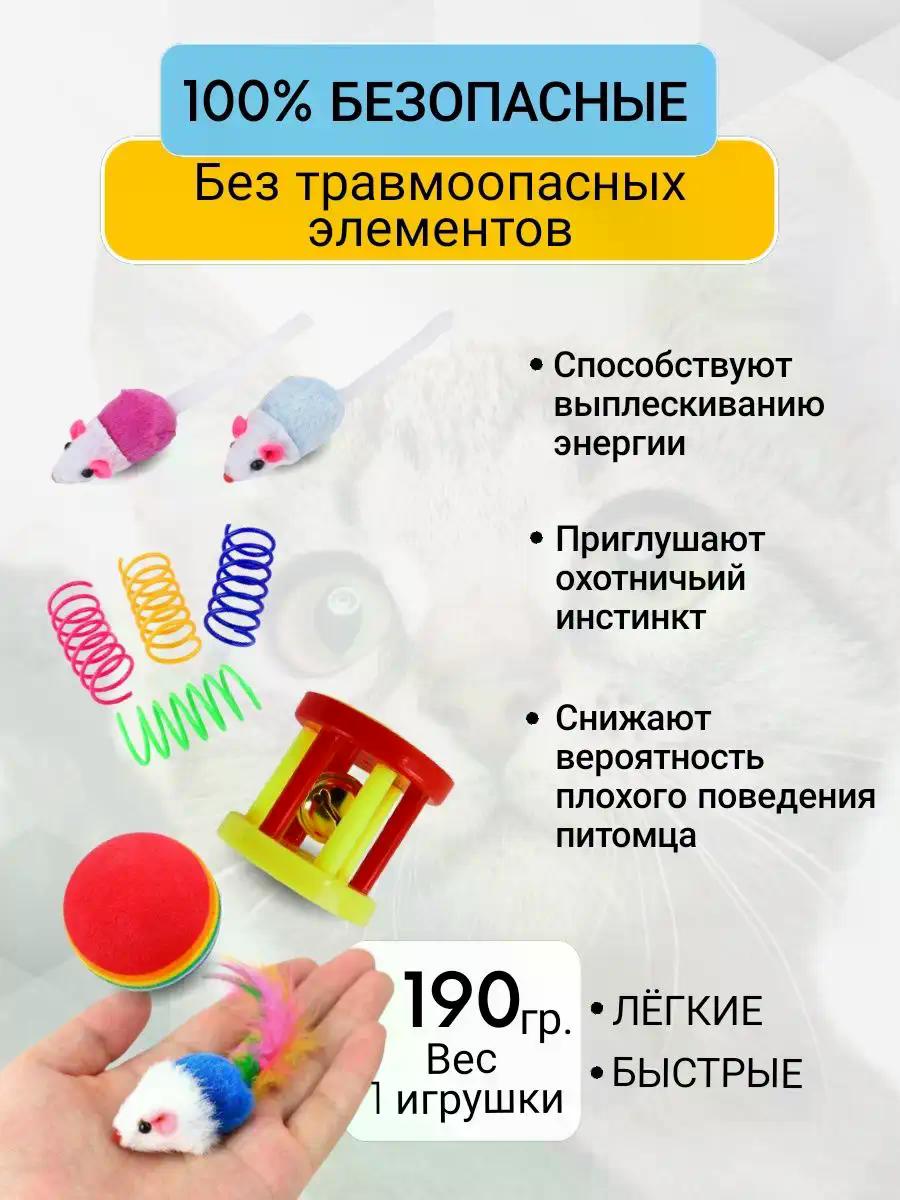 100% БЕЗОПАСНЫЕ
Без травмоопасных
элементов
• Способствуют
выплескиванию
энергии
• Приглушают
охотничьий
инстинкт
• Снижают
вероятность
плохого поведения
питомца
190гр.
Вес
1 игрушки
• ЛЁГКИЕ
• БЫСТРЫЕ